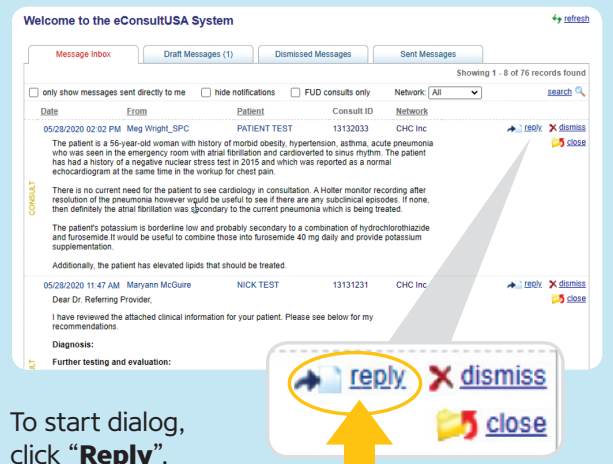 Welcome to the eConsultUSA System
refresh
Message Inbox Draft Messages (1) Dismissed Messages Sent Messages
Showing 1 - 8 of 76 records found
only show messages sent directly to me hide notifications FUD consults only Network: All search
Date From Patient Consult ID Network
05/28/2020 02:02 PM Meg Wright_SPC PATIENT TEST 13132033 CHC Inc reply dismiss
close
CONSULT
The patient is a 56-year-old woman with history of morbid obesity, hypertension, asthma, acute pneumonia
who was seen in the emergency room with atrial fibrillation and cardioverted to sinus rhythm. The patient
has had a history of a negative nuclear stress test in 2015 and which was reported as a normal
echocardiogram at the same time in the workup for chest pain.
There is no current need for the patient to see cardiology in consultation. A Holter monitor recording after
resolution of the pneumonia however would be useful to see if there are any subclinical episodes. If none,
then definitely the atrial fibrillation was secondary to the current pneumonia which is being treated.
The patient's potassium is borderline low and probably secondary to a combination of hydrochlorothiazide
and furosemide.It would be useful to combine those into furosemide 40 mg daily and provide potassium
supplementation.
Additionally, the patient has elevated lipids that should be treated.
05/28/2020 11:47 AM Maryann McGuire NICK TEST 13131231 CHC Inc reply dismiss
close
Dear Dr. Referring Provider,
I have reviewed the attached clinical information for your patient. Please see below for my
recommendations.
Diagnosis:
Further testing and evaluation:
reply dismiss
close
To start dialog,
click “Reply”.